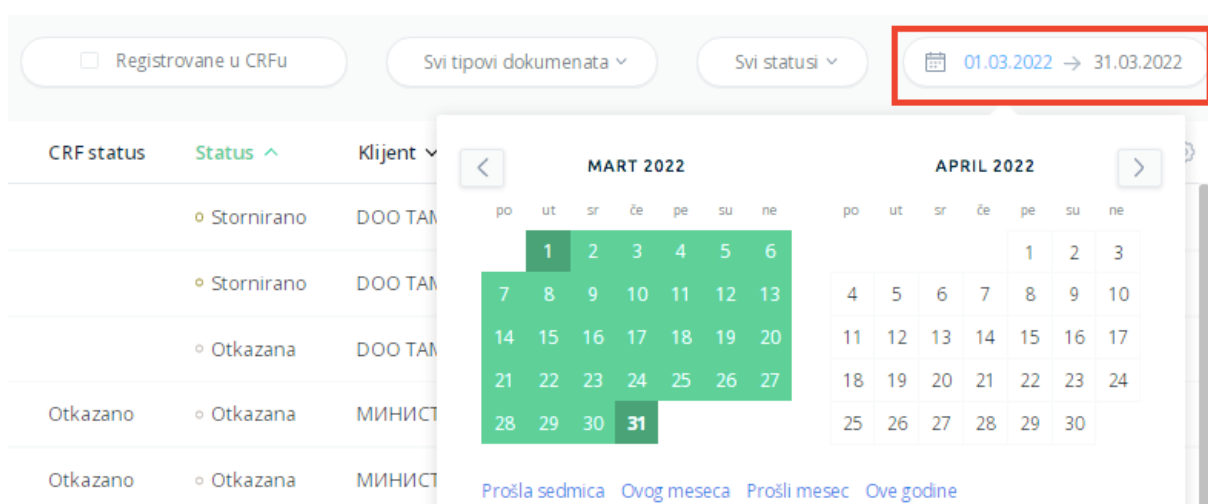 Registrovane u CRFu Svi tipovi dokumenata Svi statusi 01.03.2022 → 31.03.2022
CRF status Status Klijent
Stornirano DOO TAM
Stornirano DOO TAM
Otkazana DOO TAM
Otkazano Otkazana МИНИСТ
Otkazano Otkazana МИНИСТ
MART 2022
po ut sr če pe su ne
1 2 3 4 5 6
7 8 9 10 11 12 13
14 15 16 17 18 19 20
21 22 23 24 25 26 27
28 29 30 31
APRIL 2022
po ut sr če pe su ne
1 2 3
4 5 6 7 8 9 10
11 12 13 14 15 16 17
18 19 20 21 22 23 24
25 26 27 28 29 30
Prošla sedmica Ovog meseca Prošli mesec Ove godine